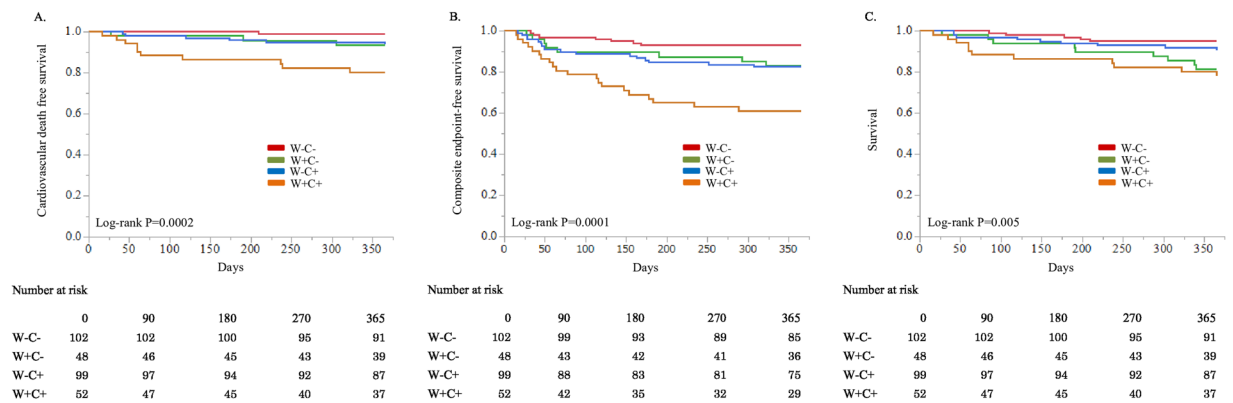 A.
Cardiovascular death free survival
1.0
0.8
0.6
0.4
0.2
0.0
W-C-
W+C-
W-C+
W+C+
Log-rank P=0.0002
0 50 100 150 200 250 300 350
Days
B.
Composite endpoint-free survival
1.0
0.8
0.6
0.4
0.2
0.0
W-C-
W+C-
W-C+
W+C+
Log-rank P=0.0001
0 50 100 150 200 250 300 350
Days
C.
Survival
1.0
0.8
0.6
0.4
0.2
0.0
W-C-
W+C-
W-C+
W+C+
Log-rank P=0.005
0 50 100 150 200 250 300 350
Days
Number at risk
0 90 180 270 365
W-C- 102 102 100 95 91
W+C- 48 46 45 43 39
W-C+ 99 97 94 92 87
W+C+ 52 47 45 40 37
Number at risk
0 90 180 270 365
W-C- 102 99 93 89 85
W+C- 48 43 42 41 36
W-C+ 99 88 83 81 75
W+C+ 52 42 35 32 29
Number at risk
0 90 180 270 365
W-C- 102 102 100 95 91
W+C- 48 46 45 43 39
W-C+ 99 97 94 92 87
W+C+ 52 47 45 40 37